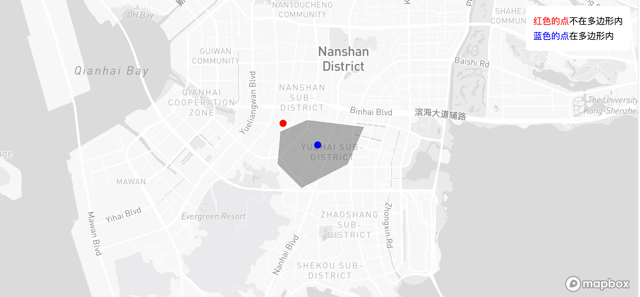 NANTOUCHENG
COMMUNITY
DH Bay
红色的点不在多边形内
蓝色的点在多边形内
GUIWAN
COMMUNITY
Nanshan
District
Qianhai Bay
Baishi Rd
QIANHAI
COOPERATION
ZONE
NANSHAN
SUB-
DISTRICT
Yueliangwan Blvd
Binhai Blvd
滨海大道辅路
The University
Kong-Shenzhen
YUEHAI SUB-
DISTRICT
MAWAN
Yihai Blvd
Mawan Blvd
Evergreen Resort
ZHAOSHANG
SUB-
DISTRICT
Zhongxin Rd
Nanhai Blvd
SHEKOU SUB-
DISTRICT
mapbox